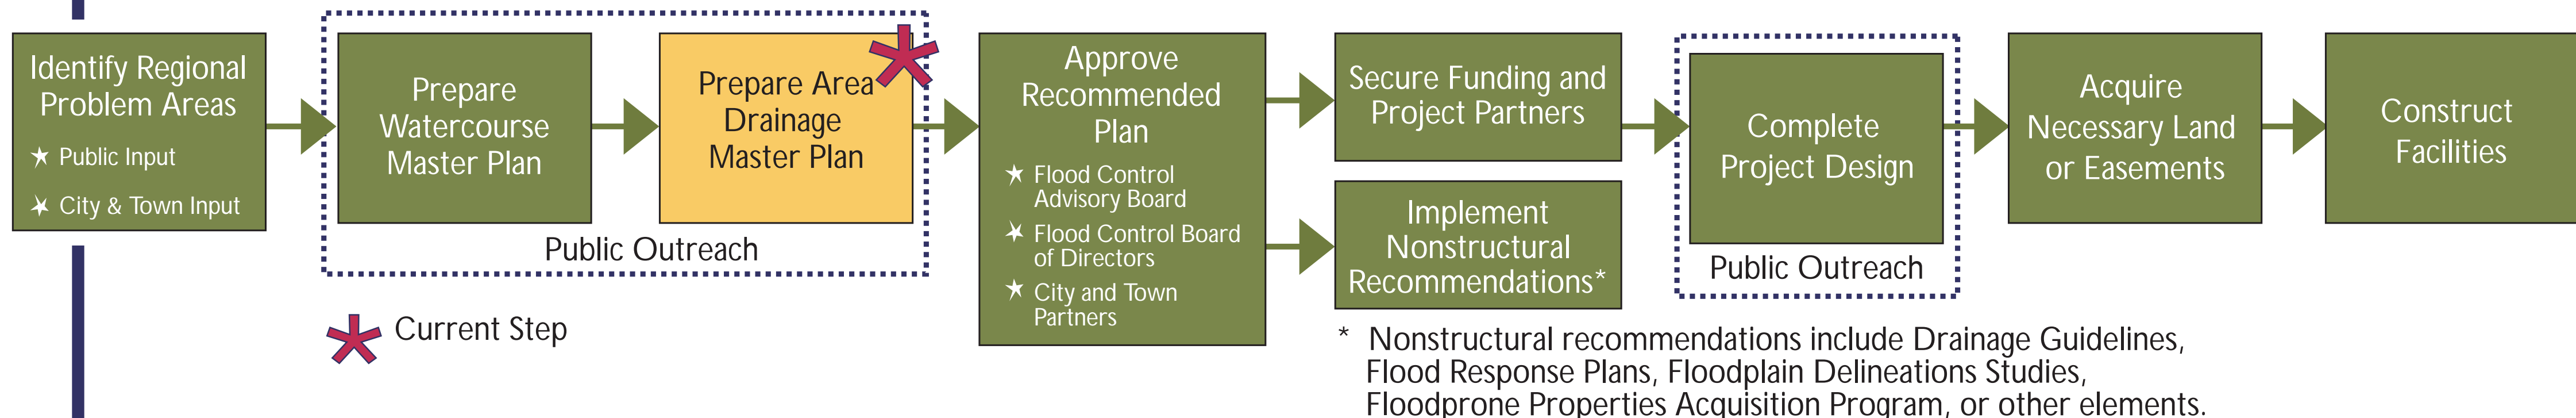 Identify Regional
Problem Areas
Public Input
City & Town Input
Prepare
Watercourse
Master Plan
Prepare Area
Drainage
Master Plan
Public Outreach
Current Step
Approve
Recommended
Plan
Flood Control
Advisory Board
Flood Control Board
of Directors
City and Town
Partners
Secure Funding and
Project Partners
Implement
Nonstructural
Recommendations*
Complete
Project Design
Public Outreach
Acquire
Necessary Land
or Easements
Construct
Facilities
* Nonstructural recommendations include Drainage Guidelines,
Flood Response Plans, Floodplain Delineations Studies,
Floodprone Properties Acquisition Program, or other elements.